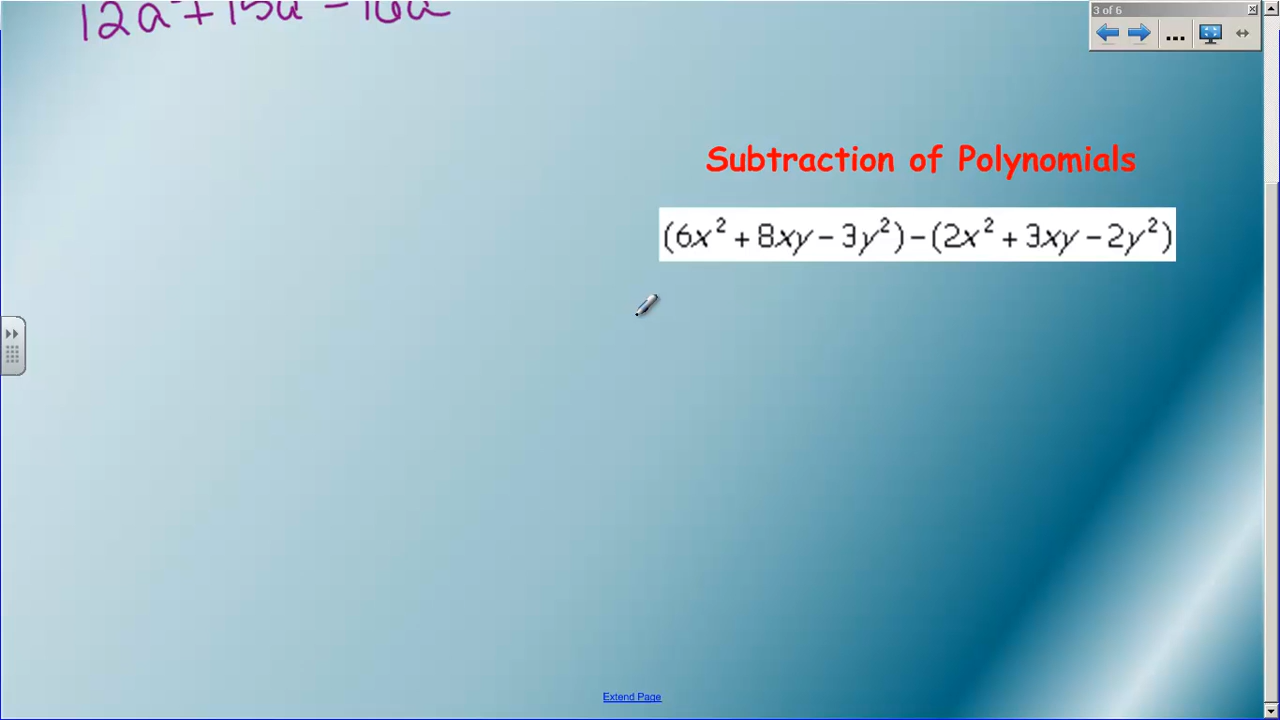 3 of 6
Subtraction of Polynomials
(6x² + 8xy − 3y²) − (2x² + 3xy − 2y²)
Extend Page